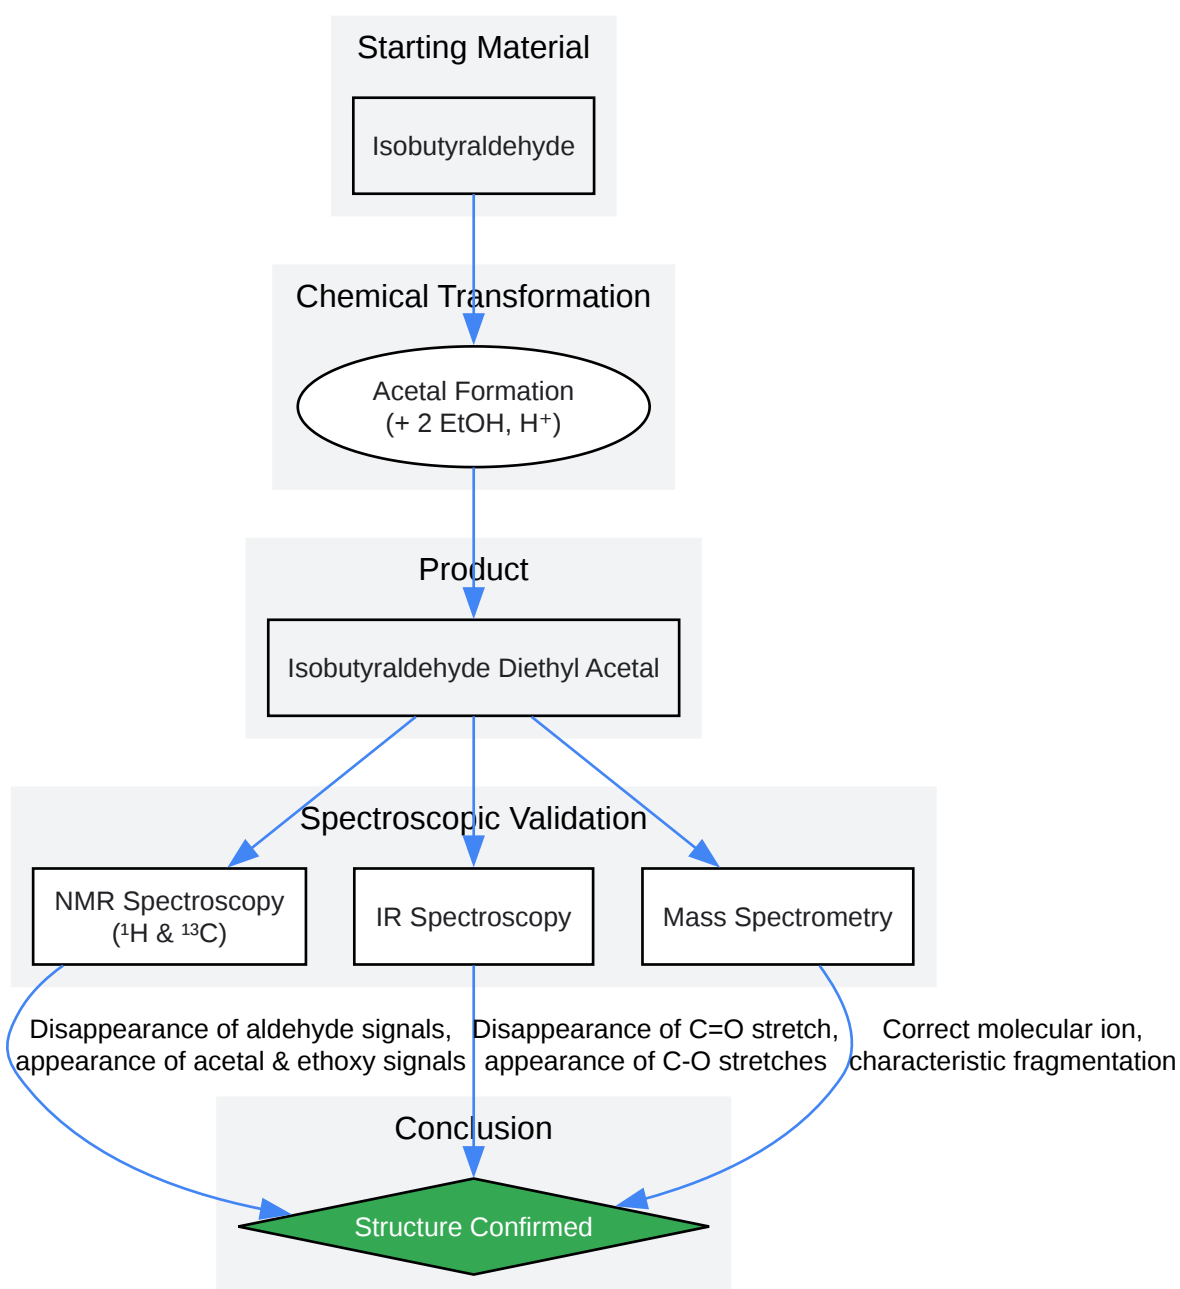 Starting Material
Isobutyraldehyde
Chemical Transformation
Acetal Formation
(+ 2 EtOH, H⁺)
Product
Isobutyraldehyde Diethyl Acetal
Spectroscopic Validation
NMR Spectroscopy
(¹H & ¹³C)
IR Spectroscopy
Mass Spectrometry
Disappearance of aldehyde signals,
appearance of acetal & ethoxy signals
Disappearance of C=O stretch,
appearance of C-O stretches
Correct molecular ion,
characteristic fragmentation
Conclusion
Structure Confirmed